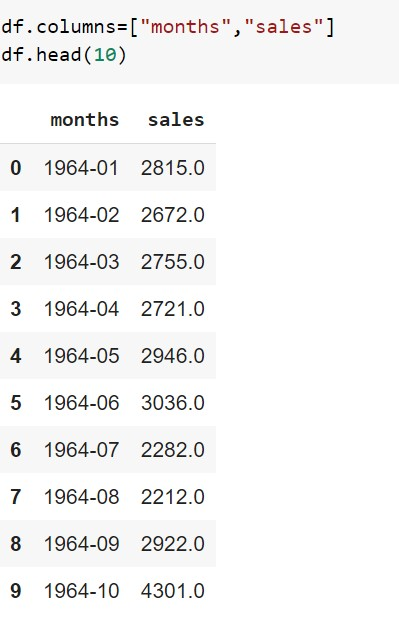 df.columns=["months","sales"]
df.head(10)
months sales
0 1964-01 2815.0
1 1964-02 2672.0
2 1964-03 2755.0
3 1964-04 2721.0
4 1964-05 2946.0
5 1964-06 3036.0
6 1964-07 2282.0
7 1964-08 2212.0
8 1964-09 2922.0
9 1964-10 4301.0